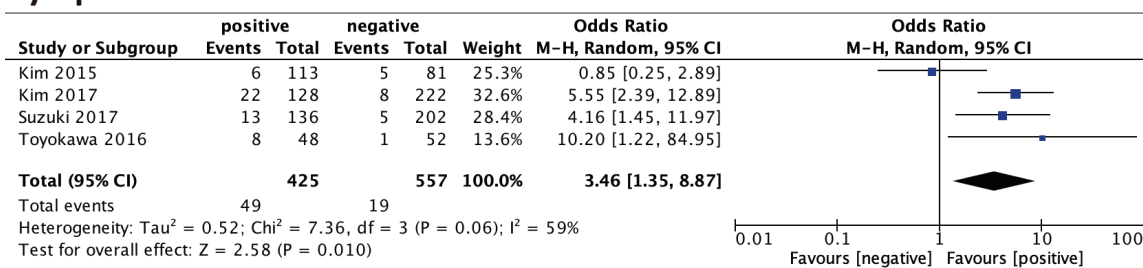 positive negative Odds Ratio Odds Ratio
Study or Subgroup Events Total Events Total Weight M-H, Random, 95% CI M-H, Random, 95% CI
Kim 2015 6 113 5 81 25.3% 0.85 [0.25, 2.89]
Kim 2017 22 128 8 222 32.6% 5.55 [2.39, 12.89]
Suzuki 2017 13 136 5 202 28.4% 4.16 [1.45, 11.97]
Toyokawa 2016 8 48 1 52 13.6% 10.20 [1.22, 84.95]
Total (95% CI) 425 557 100.0% 3.46 [1.35, 8.87]
Total events 49 19
Heterogeneity: Tau² = 0.52; Chi² = 7.36, df = 3 (P = 0.06); I² = 59%
Test for overall effect: Z = 2.58 (P = 0.010)
0.01 0.1 1 10 100
Favours [negative] Favours [positive]